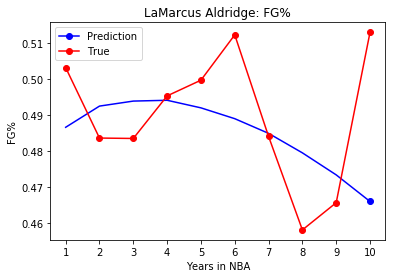 LaMarcus Aldridge: FG%
Prediction
True
0.51
0.50
0.49
0.48
0.47
0.46
FG%
1 2 3 4 5 6 7 8 9 10
Years in NBA